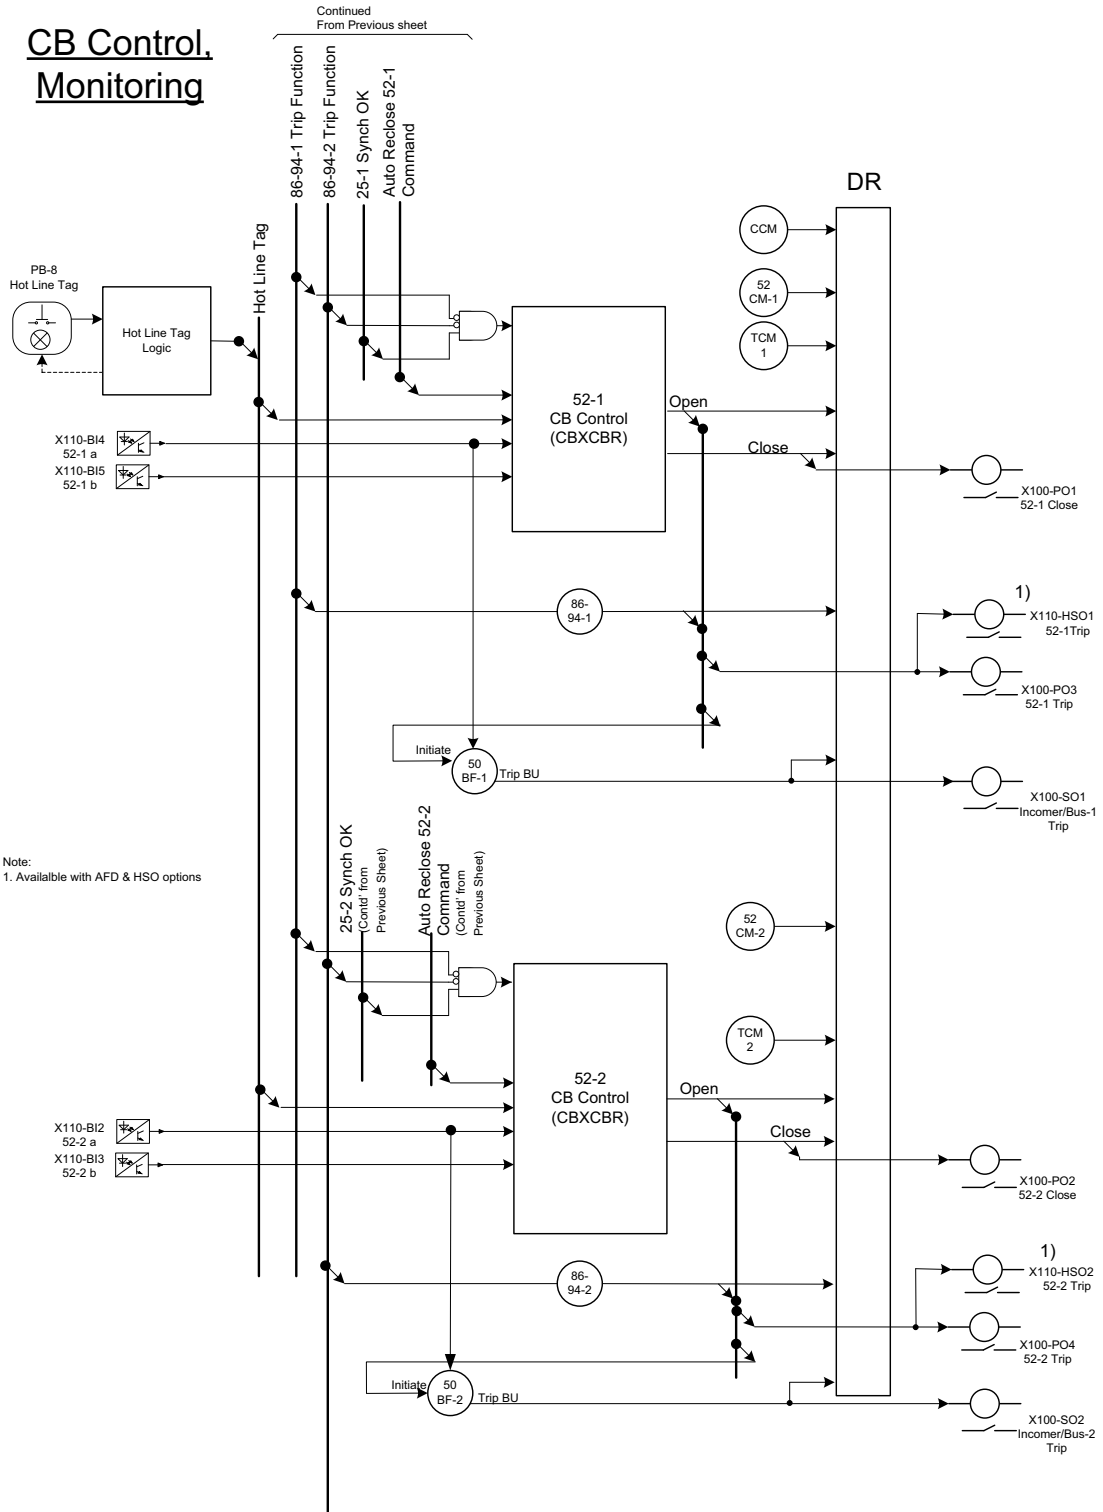 CB Control,
Monitoring
Continued
From Previous sheet
86-94-1 Trip Function
86-94-2 Trip Function
25-1 Synch OK
Auto Reclose 52-1
Command
Hot Line Tag
DR
PB-8
Hot Line Tag
Hot Line Tag
Logic
CCM
52
CM-1
TCM
1
52-1
CB Control
(CBXCBR)
Open
Close
X110-BI4
52-1 a
X110-BI5
52-1 b
X100-PO1
52-1 Close
86-
94-1
1)
X110-HSO1
52-1Trip
X100-PO3
52-1 Trip
Initiate
50
BF-1
Trip BU
X100-SO1
Incomer/Bus-1
Trip
Note:
1. Availalble with AFD & HSO options
25-2 Synch OK
(Contd' from
Previous Sheet)
Auto Reclose 52-2
Command
(Contd' from
Previous Sheet)
52
CM-2
TCM
2
52-2
CB Control
(CBXCBR)
Open
Close
X110-BI2
52-2 a
X110-BI3
52-2 b
X100-PO2
52-2 Close
86-
94-2
1)
X110-HSO2
52-2 Trip
X100-PO4
52-2 Trip
Initiate
50
BF-2
Trip BU
X100-SO2
Incomer/Bus-2
Trip